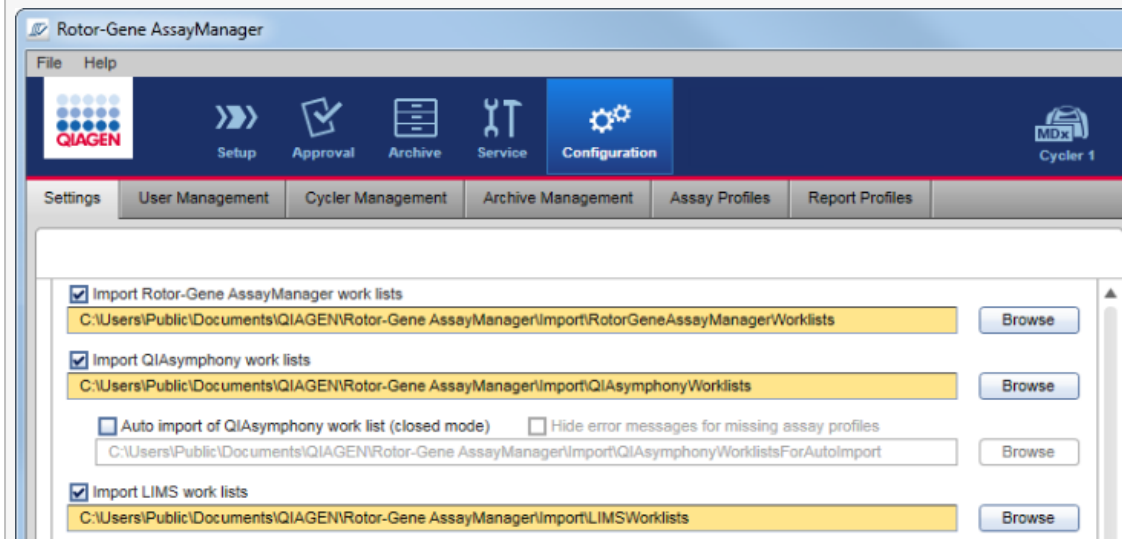 Rotor-Gene AssayManager
File Help
QIAGEN
Setup Approval Archive Service Configuration MDx Cycler 1
Settings User Management Cycler Management Archive Management Assay Profiles Report Profiles
Import Rotor-Gene AssayManager work lists
C:\Users\Public\Documents\QIAGEN\Rotor-Gene AssayManager\Import\RotorGeneAssayManagerWorklists Browse
Import QIAsymphony work lists
C:\Users\Public\Documents\QIAGEN\Rotor-Gene AssayManager\Import\QIAsymphonyWorklists Browse
Auto import of QIAsymphony work list (closed mode) Hide error messages for missing assay profiles
C:\Users\Public\Documents\QIAGEN\Rotor-Gene AssayManager\Import\QIAsymphonyWorklistsForAutoImport Browse
Import LIMS work lists
C:\Users\Public\Documents\QIAGEN\Rotor-Gene AssayManager\Import\LIMSWorklists Browse